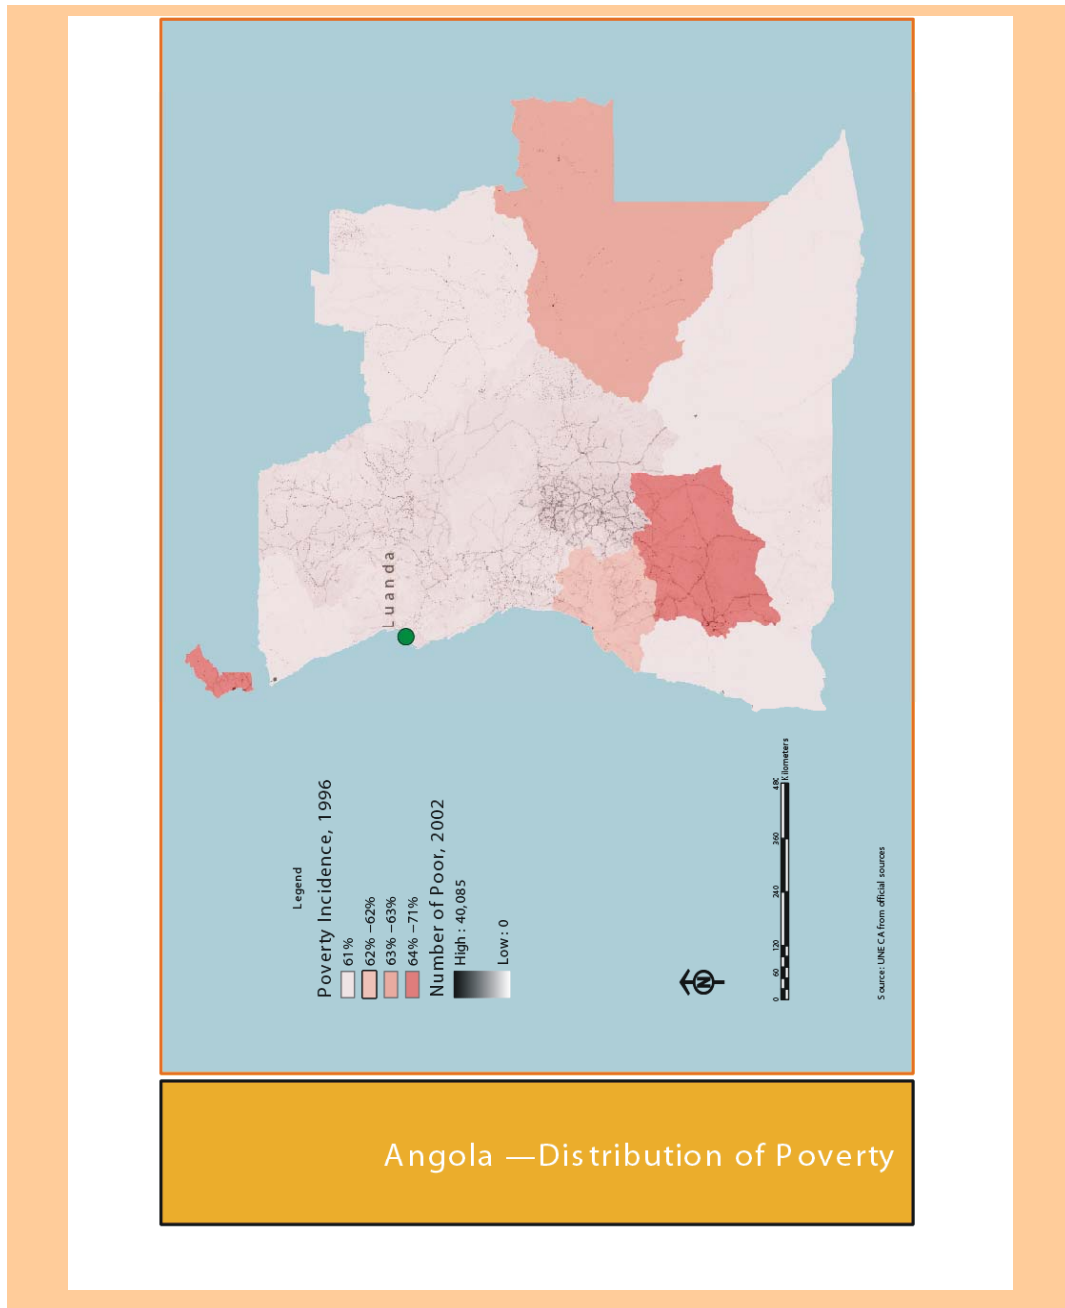 Luanda
Legend
Poverty Incidence, 1996
61%
62% –62%
63% –63%
64% –71%
Number of Poor, 2002
High : 40,085
Low : 0
N
0 60 120 240 360 480
Kilometers
Source: UNECA from official sources
Angola —Distribution of Poverty